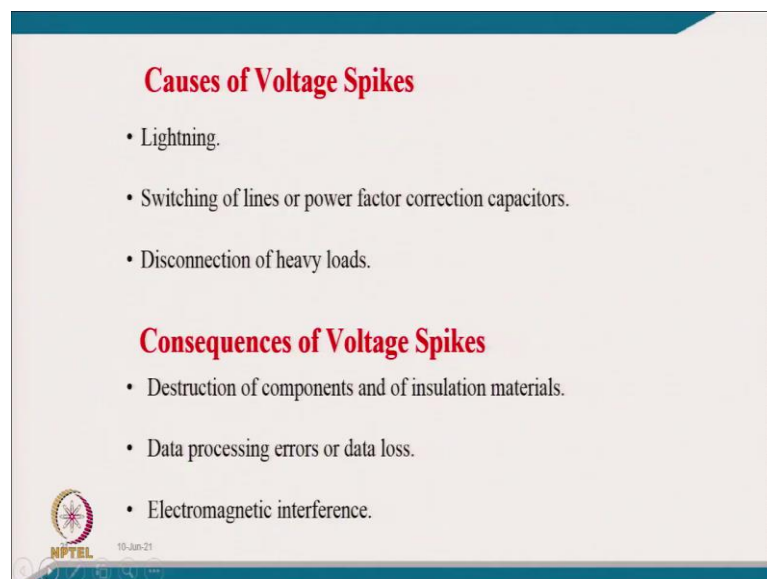 Causes of Voltage Spikes
• Lightning.
• Switching of lines or power factor correction capacitors.
• Disconnection of heavy loads.
Consequences of Voltage Spikes
• Destruction of components and of insulation materials.
• Data processing errors or data loss.
• Electromagnetic interference.
NPTEL
10-Jun-21